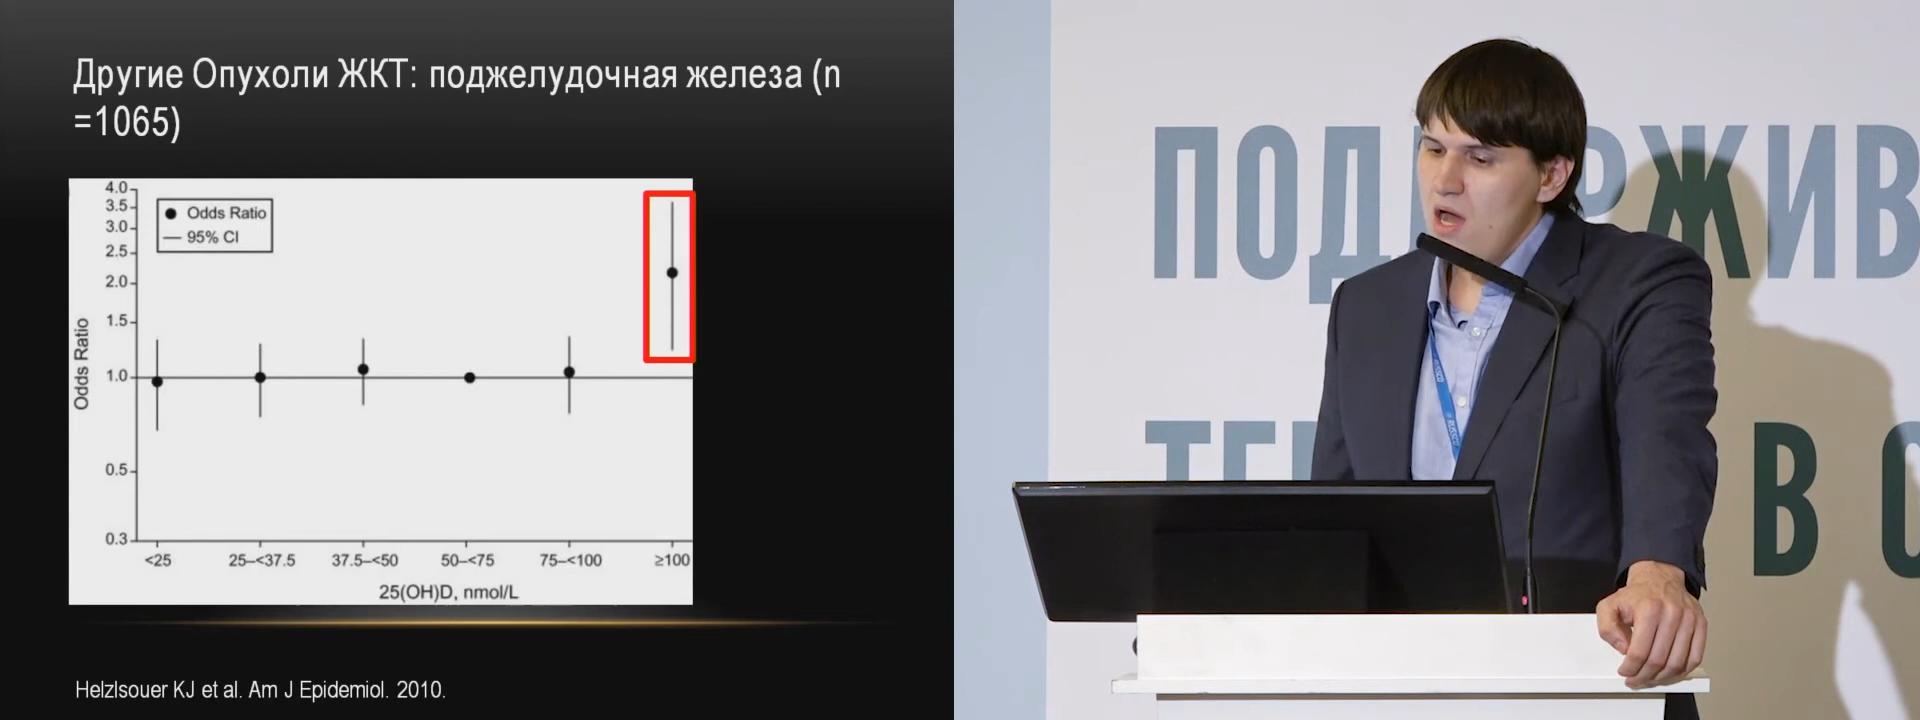 Другие Опухоли ЖКТ: поджелудочная железа (n
=1065)
4.0
3.5
3.0
2.5
2.0
1.5
1.0
0.5
0.3
Odds Ratio
Odds Ratio
95% CI
<25
25–<37.5
37.5–<50
50–<75
75–<100
≥100
25(OH)D, nmol/L
Helzlsouer KJ et al. Am J Epidemiol. 2010.